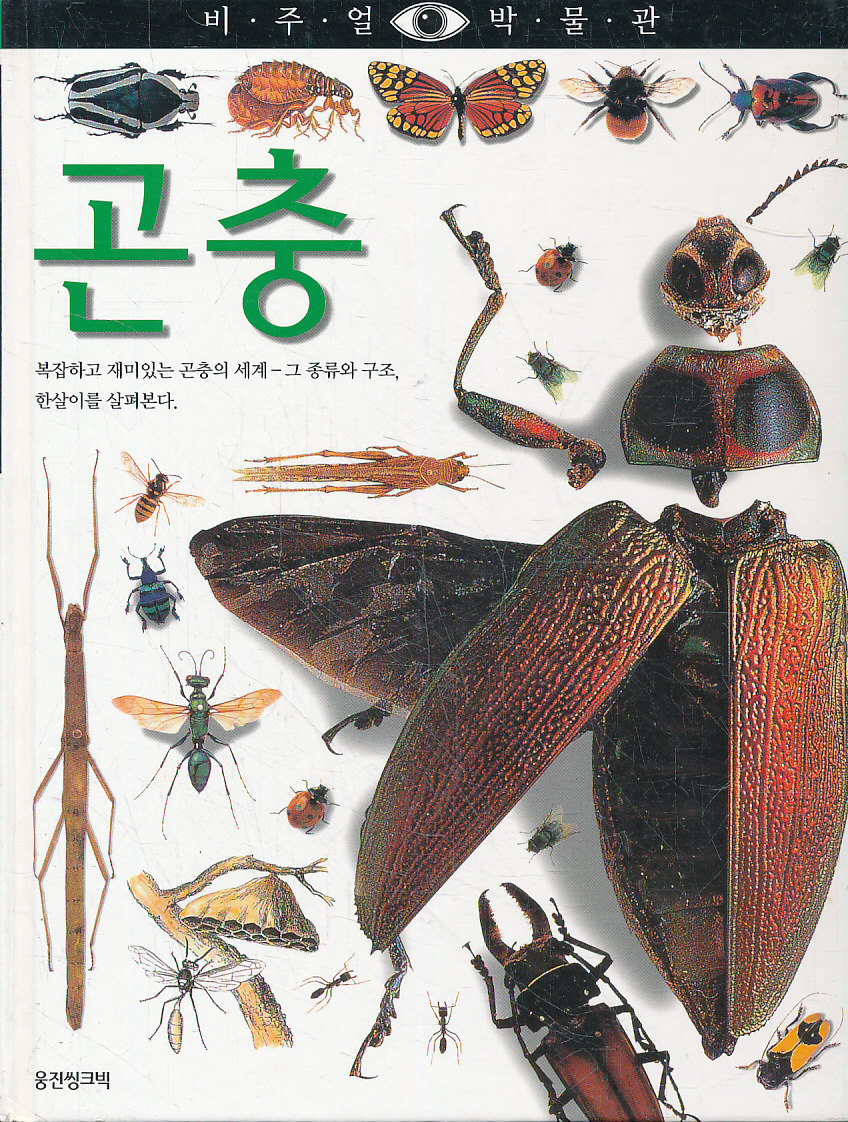 비·주·얼 박·물·관
곤충
복잡하고 재미있는 곤충의 세계 – 그 종류와 구조,
한살이를 살펴본다.
웅진씽크빅